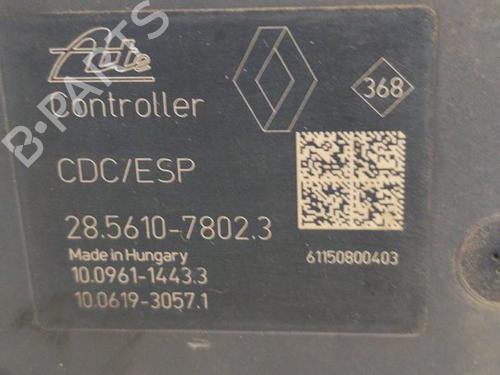 Ate
Controller
368
CDC/ESP
28.5610-7802.3
Made in Hungary
61150800403
10.0961-1443.3
10.0619-3057.1
B-PARTS